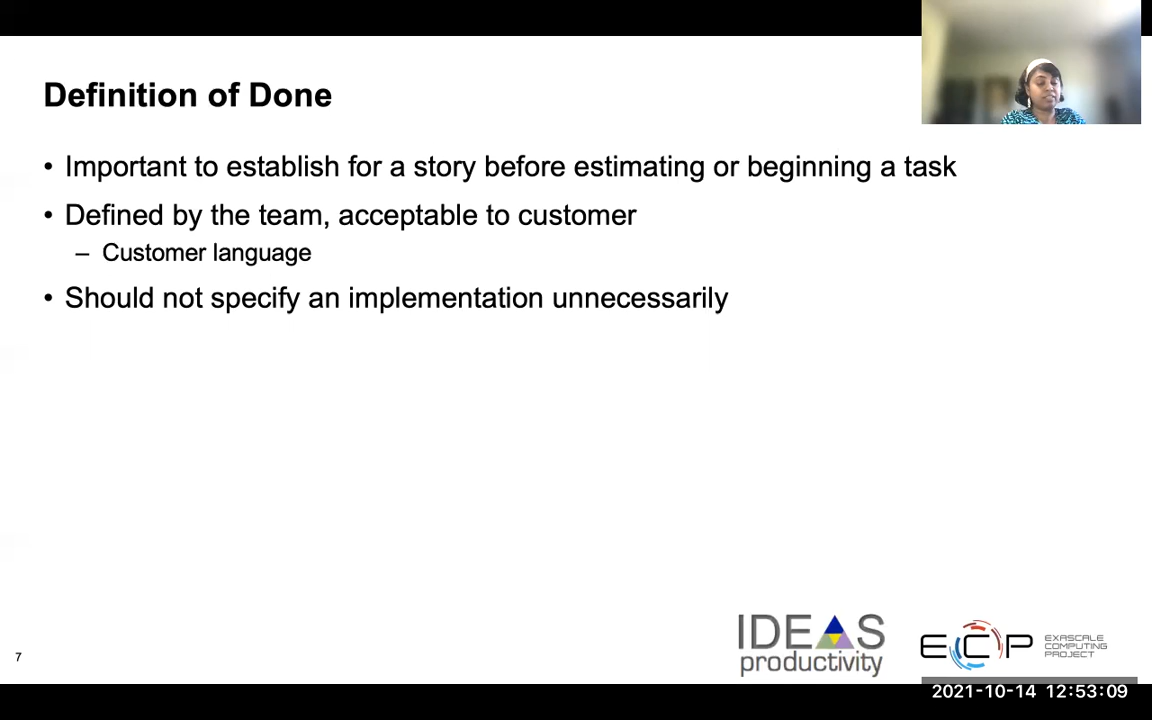 Definition of Done
• Important to establish for a story before estimating or beginning a task
• Defined by the team, acceptable to customer
– Customer language
• Should not specify an implementation unnecessarily
7
IDEAS
productivity
ECP
EXASCALE
COMPUTING
PROJECT
2021-10-14 12:53:09